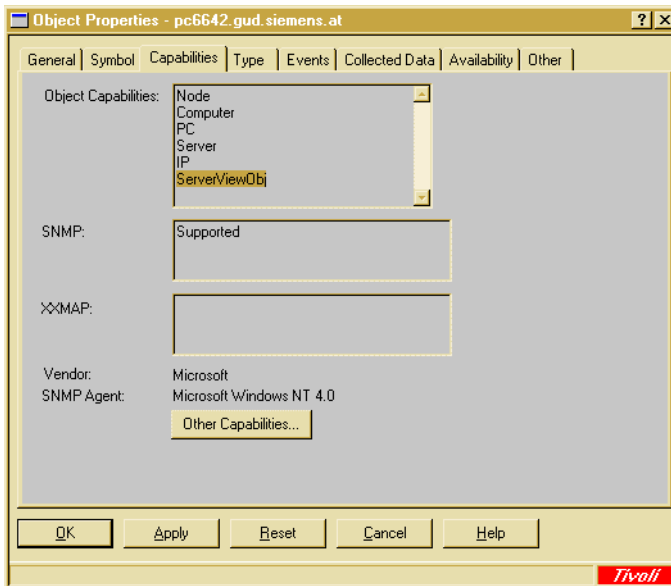 Object Properties - pc6642.gud.siemens.at
General Symbol Capabilities Type Events Collected Data Availability Other
Object Capabilities:
Node
Computer
PC
Server
IP
ServerViewObj
SNMP:
Supported
XXMAP:
Vendor: Microsoft
SNMP Agent: Microsoft Windows NT 4.0
Other Capabilities...
OK Apply Reset Cancel Help
Tivoli